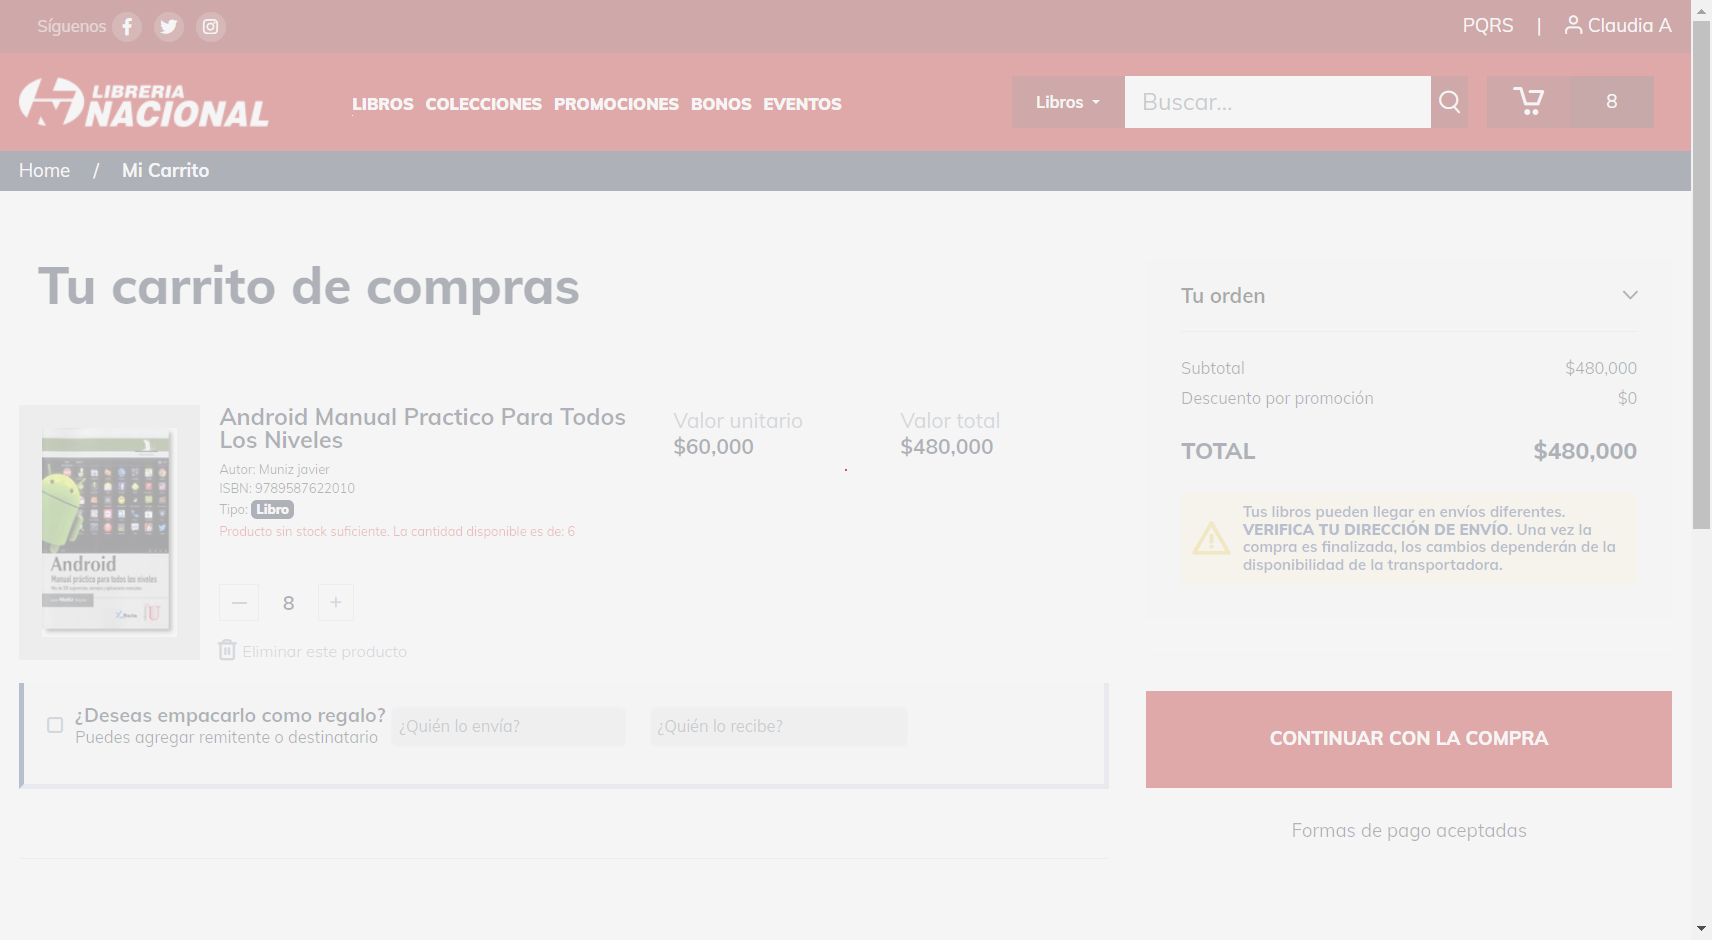 Síguenos
PQRS | Claudia A
LIBRERIA
NACIONAL
LIBROS COLECCIONES PROMOCIONES BONOS EVENTOS
Libros
Buscar...
8
Home / Mi Carrito
Tu carrito de compras
Android Manual Practico Para Todos
Los Niveles
Autor: Muniz javier
ISBN: 9789587622010
Tipo: Libro
Producto sin stock suficiente. La cantidad disponible es de: 6
Valor unitario
$60,000
Valor total
$480,000
Android
Manual práctico para todos los niveles
8
Eliminar este producto
¿Deseas empacarlo como regalo?
Puedes agregar remitente o destinatario
¿Quién lo envía?
¿Quién lo recibe?
Tu orden
Subtotal $480,000
Descuento por promoción $0
TOTAL $480,000
Tus libros pueden llegar en envíos diferentes.
VERIFICA TU DIRECCIÓN DE ENVÍO. Una vez la
compra es finalizada, los cambios dependerán de la
disponibilidad de la transportadora.
CONTINUAR CON LA COMPRA
Formas de pago aceptadas